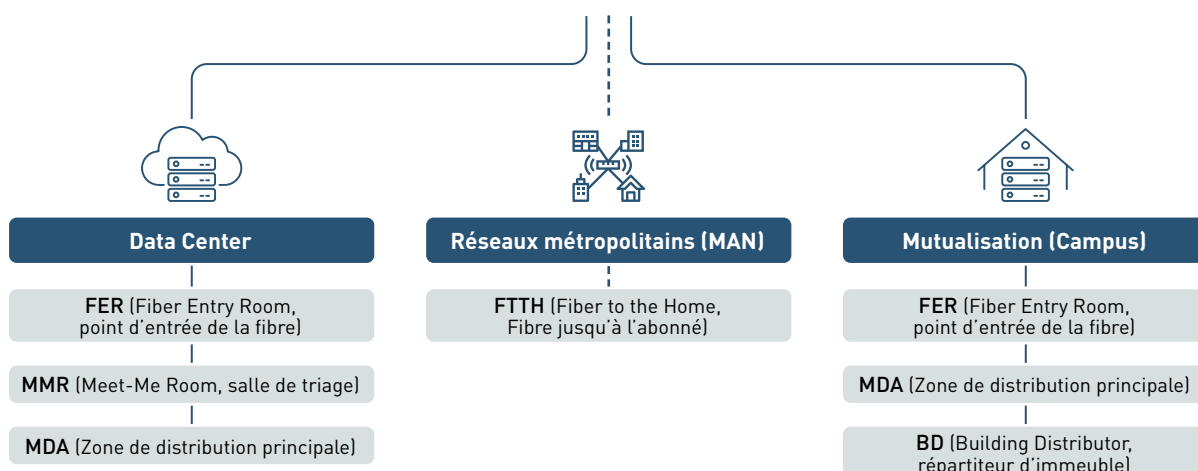 Data Center
FER (Fiber Entry Room,
point d'entrée de la fibre)
MMR (Meet-Me Room, salle de triage)
MDA (Zone de distribution principale)
Réseaux métropolitains (MAN)
FTTH (Fiber to the Home,
Fibre jusqu'à l'abonné)
Mutualisation (Campus)
FER (Fiber Entry Room,
point d'entrée de la fibre)
MDA (Zone de distribution principale)
BD (Building Distributor,
répartiteur d'immeuble)